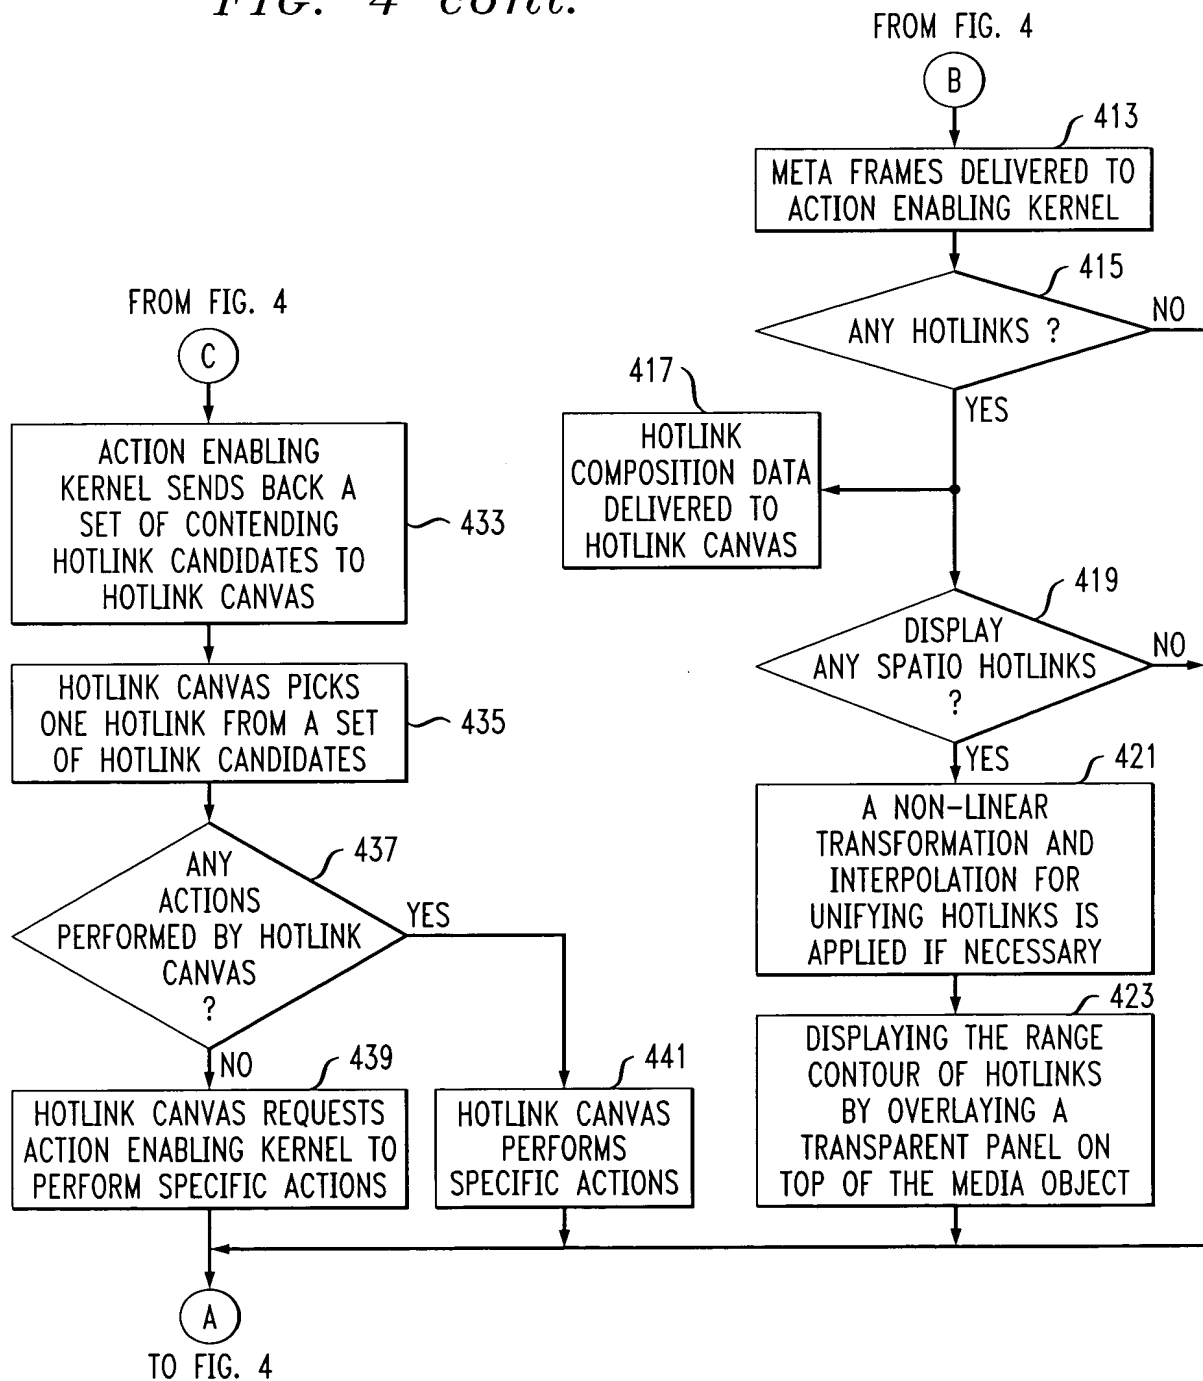 FIG. 4 cont.
FROM FIG. 4
B
413
META FRAMES DELIVERED TO
ACTION ENABLING KERNEL
415
ANY HOTLINKS ?
NO
YES
417
HOTLINK
COMPOSITION DATA
DELIVERED TO
HOTLINK CANVAS
419
DISPLAY
ANY SPATIO HOTLINKS
?
NO
YES
421
A NON-LINEAR
TRANSFORMATION AND
INTERPOLATION FOR
UNIFYING HOTLINKS IS
APPLIED IF NECESSARY
423
DISPLAYING THE RANGE
CONTOUR OF HOTLINKS
BY OVERLAYING A
TRANSPARENT PANEL ON
TOP OF THE MEDIA OBJECT
FROM FIG. 4
C
ACTION ENABLING
KERNEL SENDS BACK A
SET OF CONTENDING
HOTLINK CANDIDATES TO
HOTLINK CANVAS
433
HOTLINK CANVAS PICKS
ONE HOTLINK FROM A SET
OF HOTLINK CANDIDATES
435
437
ANY
ACTIONS
PERFORMED BY HOTLINK
CANVAS
?
YES
NO
439
HOTLINK CANVAS REQUESTS
ACTION ENABLING KERNEL TO
PERFORM SPECIFIC ACTIONS
441
HOTLINK CANVAS
PERFORMS
SPECIFIC ACTIONS
A
TO FIG. 4